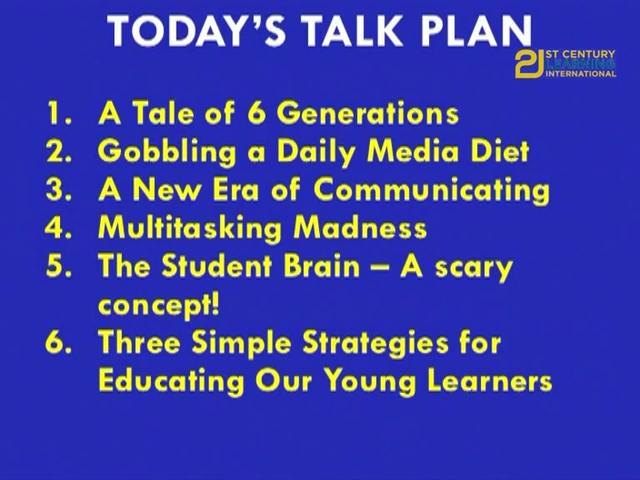 TODAY'S TALK PLAN
21ST CENTURY
LEARNING
INTERNATIONAL
1. A Tale of 6 Generations
2. Gobbling a Daily Media Diet
3. A New Era of Communicating
4. Multitasking Madness
5. The Student Brain – A scary
concept!
6. Three Simple Strategies for
Educating Our Young Learners